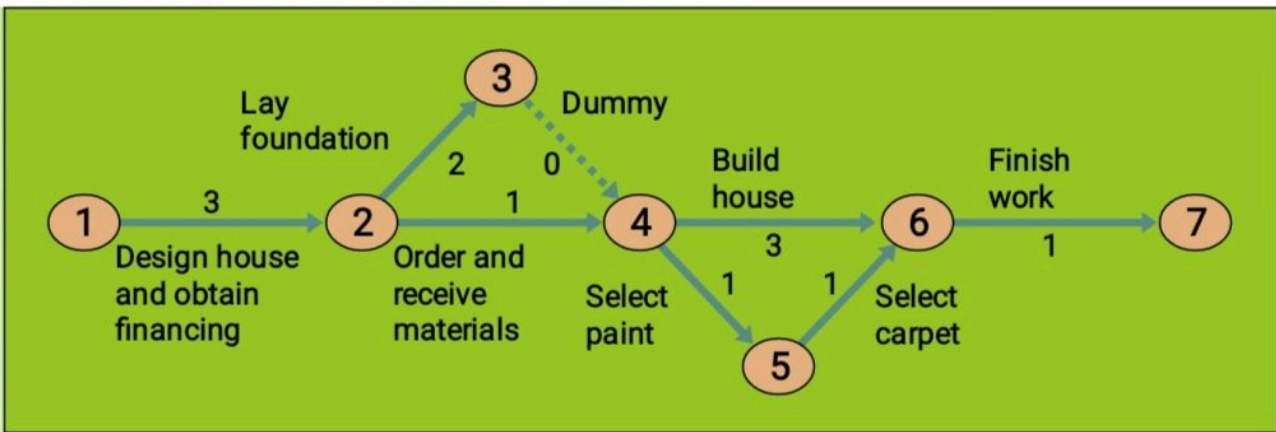 3
Lay
foundation
Dummy
2
0
Build
house
Finish
work
1
3
2
1
4
6
7
3
1
Design house
and obtain
financing
Order and
receive
materials
Select
paint
1
1
Select
carpet
5